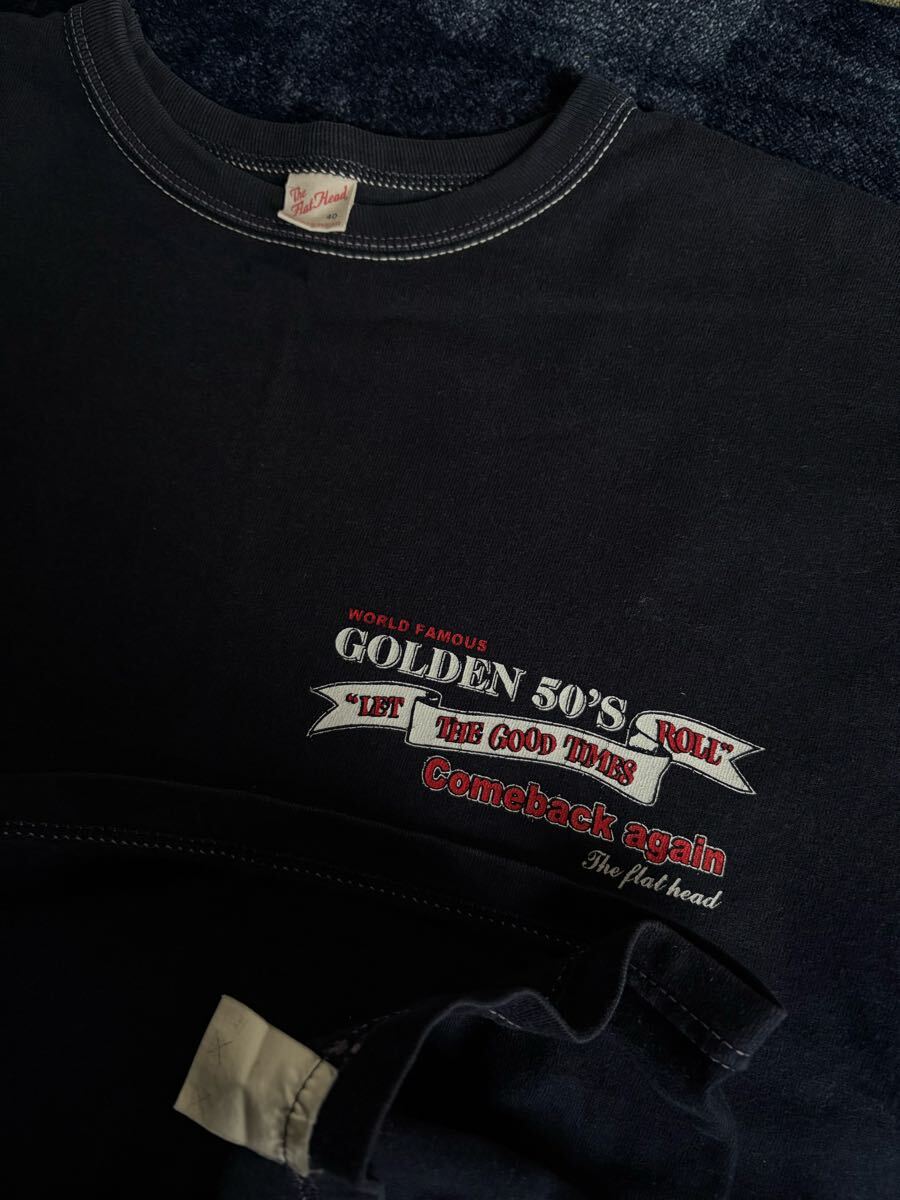 The
Flat Head
40
WORLD FAMOUS
GOLDEN 50'S
"LET THE GOOD TIMES ROLL"
Comeback again
The flat head